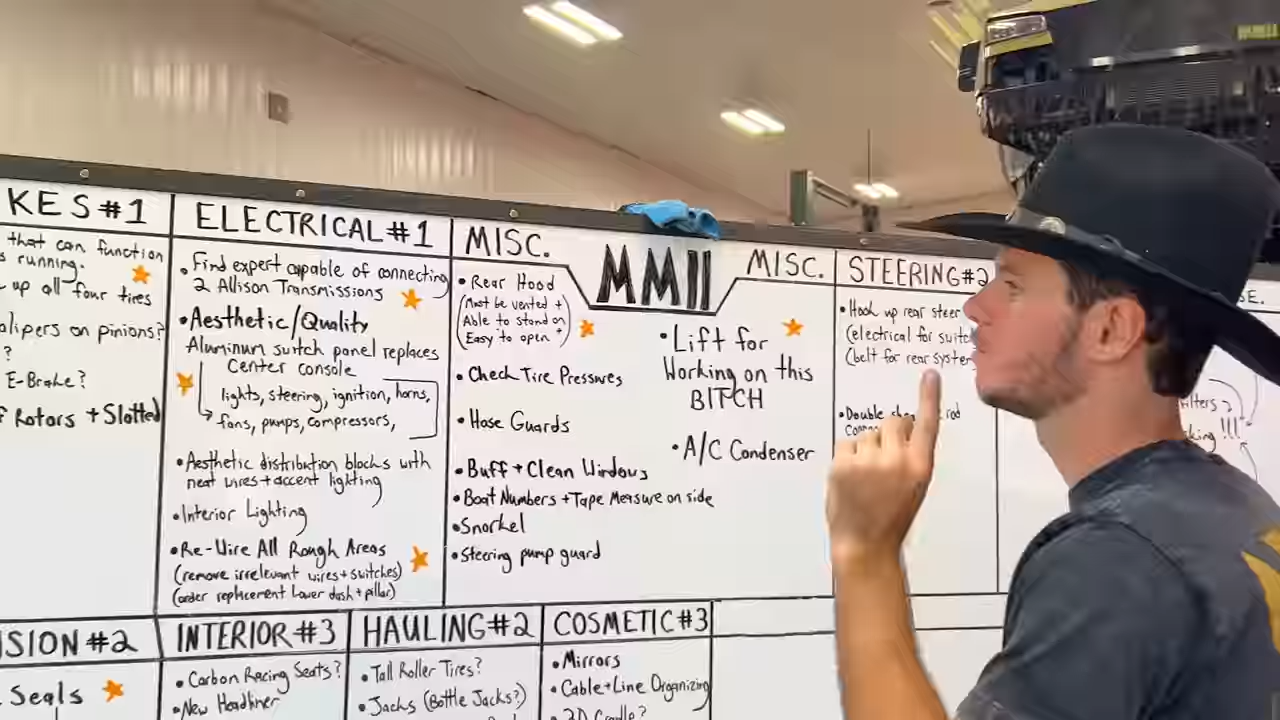 KES #1
that can function
s running.
up all four tires
alipers on pinions?
?
E-Brake?
Rotors + Slotted
ELECTRICAL #1
• Find expert capable of connecting
2 Allison Transmissions
• Aesthetic/Quality
Aluminum switch panel replaces
center console
lights, steering, ignition, horns,
fans, pumps, compressors,
• Aesthetic distribution blocks with
neat wires + accent lighting
• Interior Lighting
• Re-Wire All Rough Areas
(remove irrelevant wires + switches)
(order replacement lower dash + pillar)
MISC.
• Rear Hood
(Must be vented +
Able to stand on
Easy to open ↑)
• Check Tire Pressures
• Hose Guards
• Buff + Clean Windows
• Boat Numbers + Tape Measure on side
• Snorkel
• Steering pump guard
MMII
MISC.
• Lift for
Working on this
BITCH
• A/C Condenser
STEERING #2
• Hook up rear steer
(electrical for switc
(belt for rear system
• Double rod
E.
ilters
king !!!
SION #2
Seals
INTERIOR #3
• Carbon Racing Seats?
• New Headliner
HAULING #2
• Tall Roller Tires?
• Jacks (Bottle Jacks?)
COSMETIC #3
• Mirrors
• Cable + Line Organizing